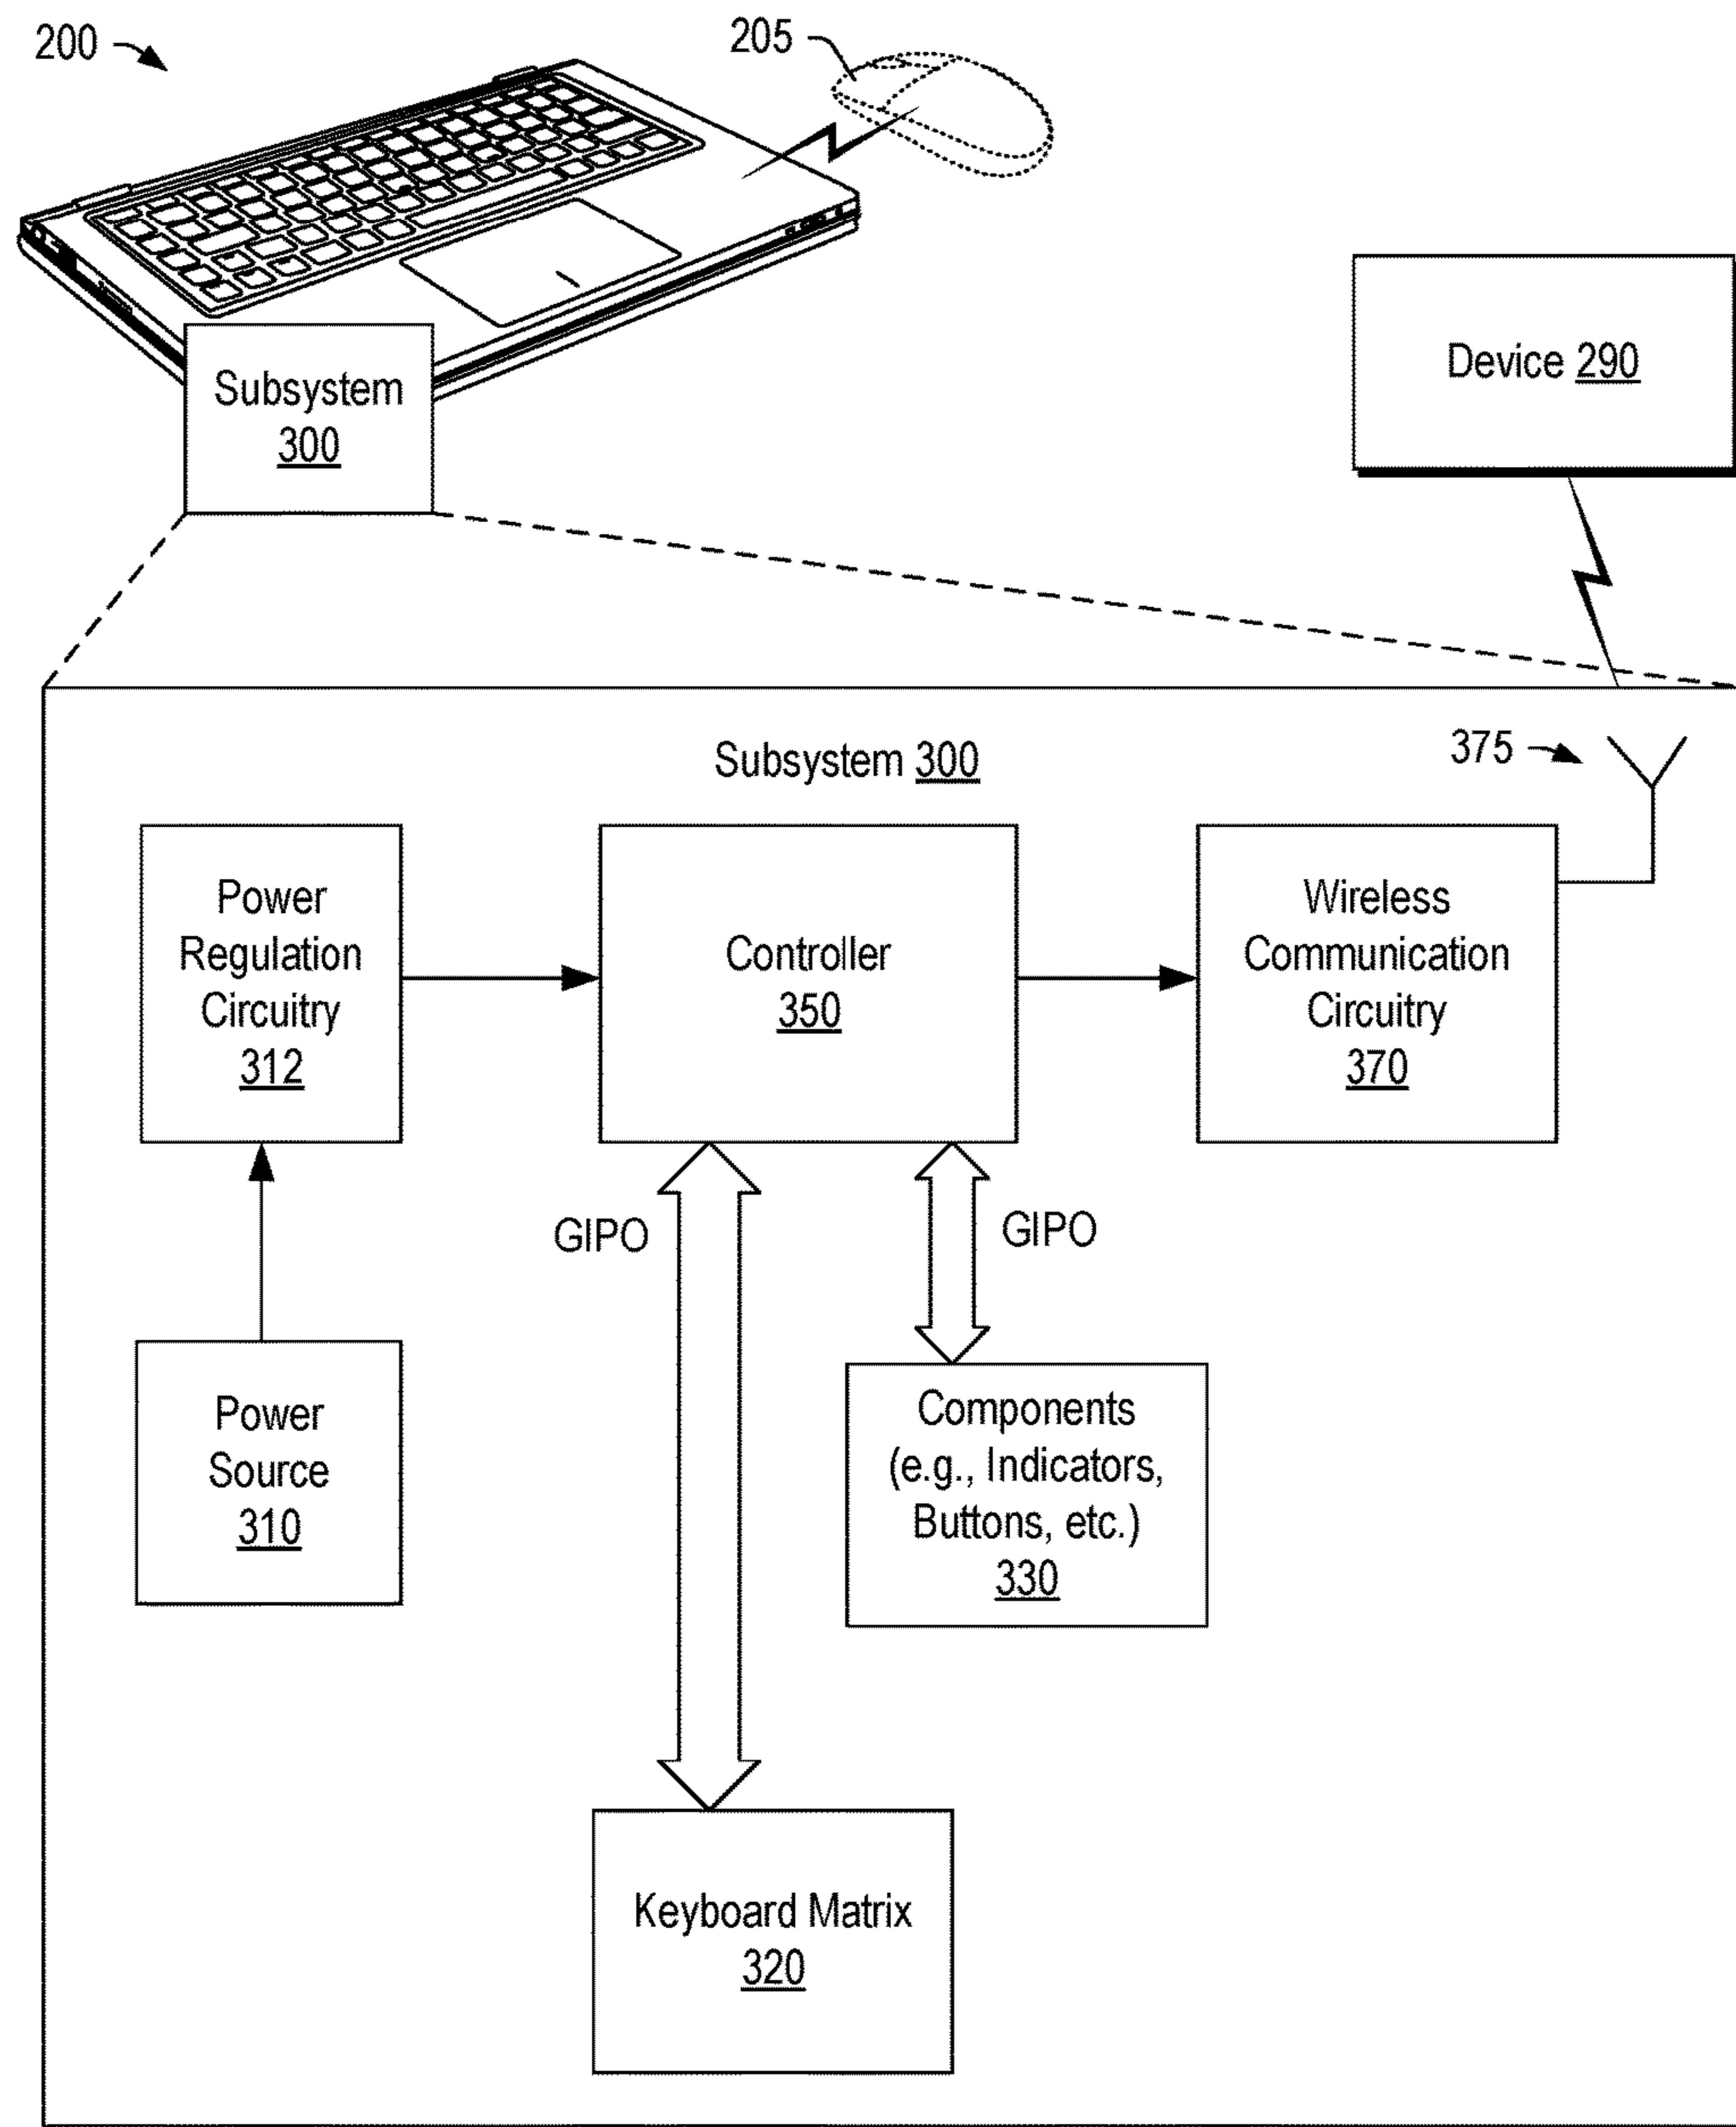 200
205
Subsystem
300
Device 290
Subsystem 300
375
Power
Regulation
Circuitry
312
Controller
350
Wireless
Communication
Circuitry
370
GIPO
GIPO
Power
Source
310
Components
(e.g., Indicators,
Buttons, etc.)
330
Keyboard Matrix
320